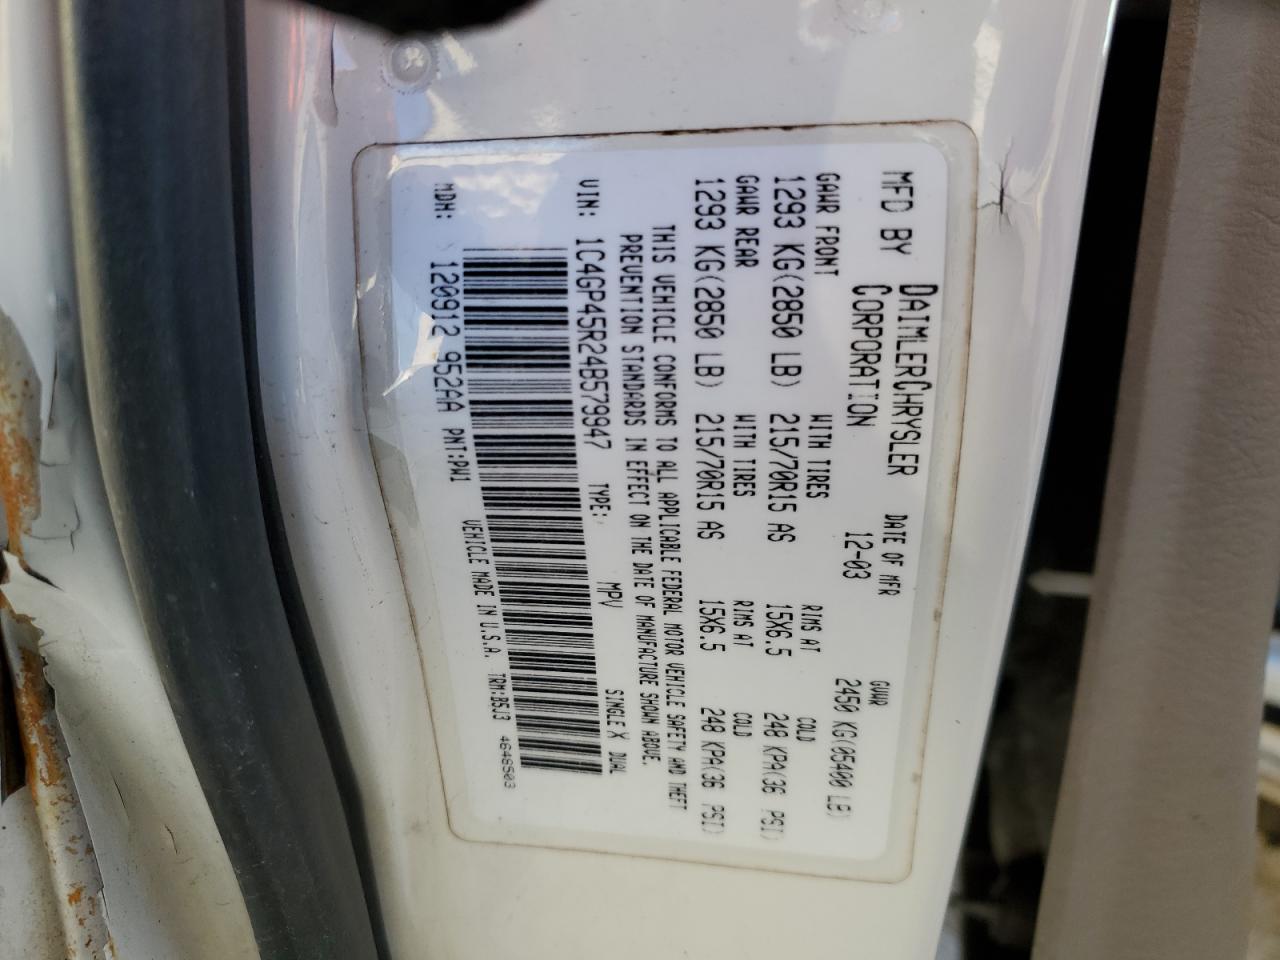 MFD BY DAIMLERCHRYSLER CORPORATION DATE OF MFR 12-03 GVWR 2450 KG(05400 LB)
GAWR FRONT WITH TIRES RIMS AT COLD
1293 KG(2850 LB) 215/70R15 AS 15X6.5 248 KPA(36 PSI)
GAWR REAR WITH TIRES RIMS AT COLD
1293 KG(2850 LB) 215/70R15 AS 15X6.5 248 KPA(36 PSI)
THIS VEHICLE CONFORMS TO ALL APPLICABLE FEDERAL MOTOR VEHICLE SAFETY AND THEFT
PREVENTION STANDARDS IN EFFECT ON THE DATE OF MANUFACTURE SHOWN ABOVE.
VIN: 1C4GP45R24B579947 TYPE: MPV SINGLE X DUAL
MDH: 120912 952AA PNT:PW1 VEHICLE MADE IN U.S.A. TRM:B5J3 4648503